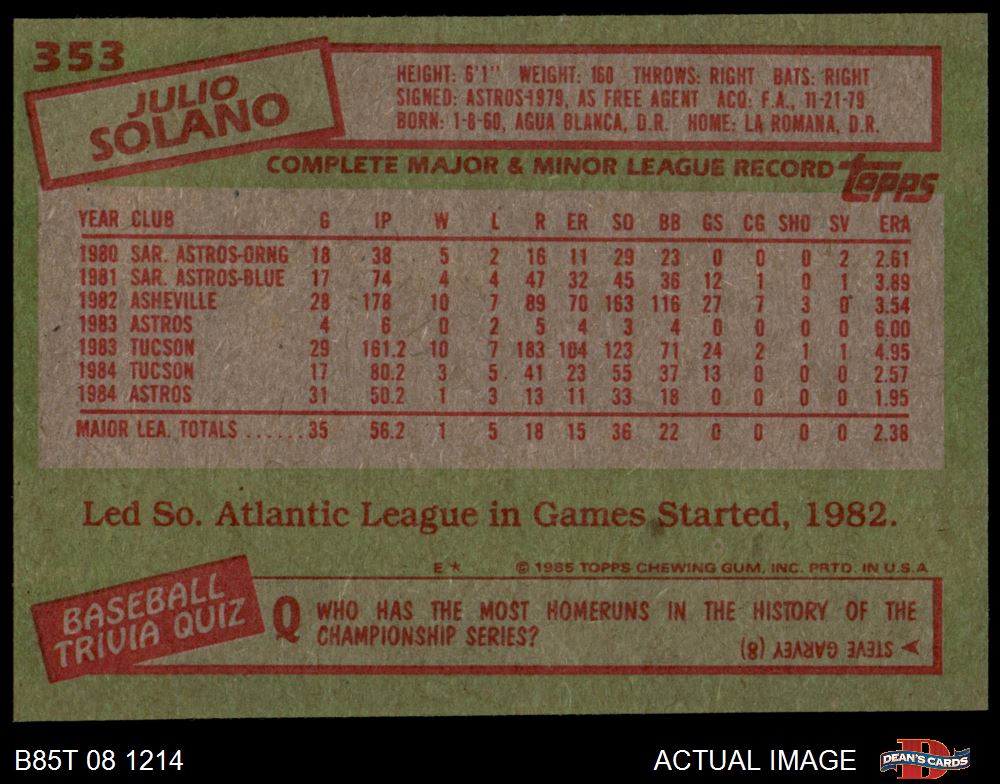 353
JULIO
SOLANO
HEIGHT: 6'1" WEIGHT: 160 THROWS: RIGHT BATS: RIGHT
SIGNED: ASTROS-1979, AS FREE AGENT ACQ: F.A., 11-21-79
BORN: 1-8-60, AGUA BLANCA, D.R. HOME: LA ROMANA, D.R.
COMPLETE MAJOR & MINOR LEAGUE RECORD topps
YEAR CLUB G IP W L R ER SO BB GS CG SHO SV ERA
1980 SAR. ASTROS-ORNG 18 38 5 2 16 11 29 23 0 0 0 2 2.61
1981 SAR. ASTROS-BLUE 17 74 4 4 47 32 45 36 12 1 0 1 3.89
1982 ASHEVILLE 28 178 10 7 89 70 163 116 27 7 3 0 3.54
1983 ASTROS 4 6 0 2 5 4 3 4 0 0 0 0 6.00
1983 TUCSON 29 161.2 10 7 183 104 123 71 24 2 1 1 4.95
1984 TUCSON 17 80.2 3 5 41 23 55 37 13 0 0 0 2.57
1984 ASTROS 31 50.2 1 3 13 11 33 18 0 0 0 0 1.95
MAJOR LEA. TOTALS ...... 35 56.2 1 5 18 15 36 22 0 0 0 0 2.38
Led So. Atlantic League in Games Started, 1982.
E* © 1985 TOPPS CHEWING GUM, INC. PRTD. IN U.S.A.
BASEBALL
TRIVIA QUIZ
Q WHO HAS THE MOST HOMERUNS IN THE HISTORY OF THE
CHAMPIONSHIP SERIES?
STEVE GARVEY (8)
B85T 08 1214 ACTUAL IMAGE DEAN'S CARDS